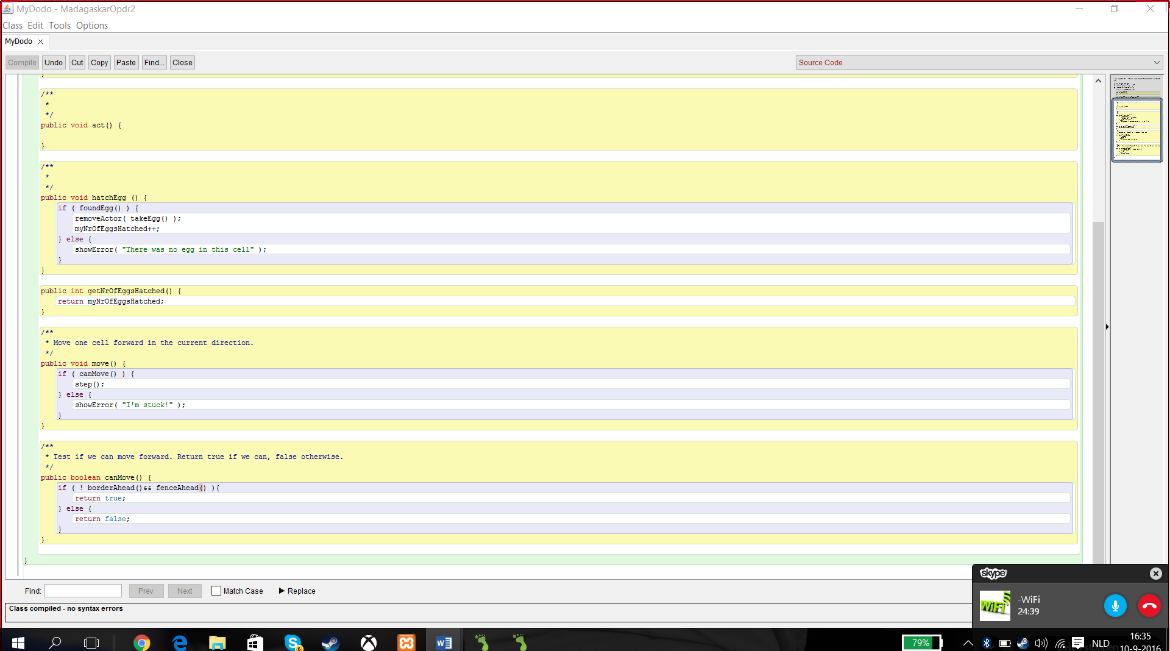 MyDodo - MadagaskarOpdr2
Class Edit Tools Options
MyDodo ×
Compile Undo Cut Copy Paste Find... Close Source Code
/**
*
*/
public void act() {
}
/**
*
*/
public void hatchEgg () {
if ( foundEgg() ) {
removeActor( takeEgg() );
myNrOfEggsHatched++;
} else {
showError( "There was no egg in this cell" );
}
}
public int getNrOfEggsHatched() {
return myNrOfEggsHatched;
}
/**
* Move one cell forward in the current direction.
*/
public void move() {
if ( canMove() ) {
step();
} else {
showError( "I'm stuck!" );
}
}
/**
* Test if we can move forward. Return true if we can, false otherwise.
*/
public boolean canMove() {
if ( ! borderAhead()&& fenceAhead() ){
return true;
} else {
return false;
}
}
}
Find: Prev Next Match Case Replace
Class compiled - no syntax errors
skype
WiFi
-WiFi
24:39
79% NLD 16:35
10-9-2016